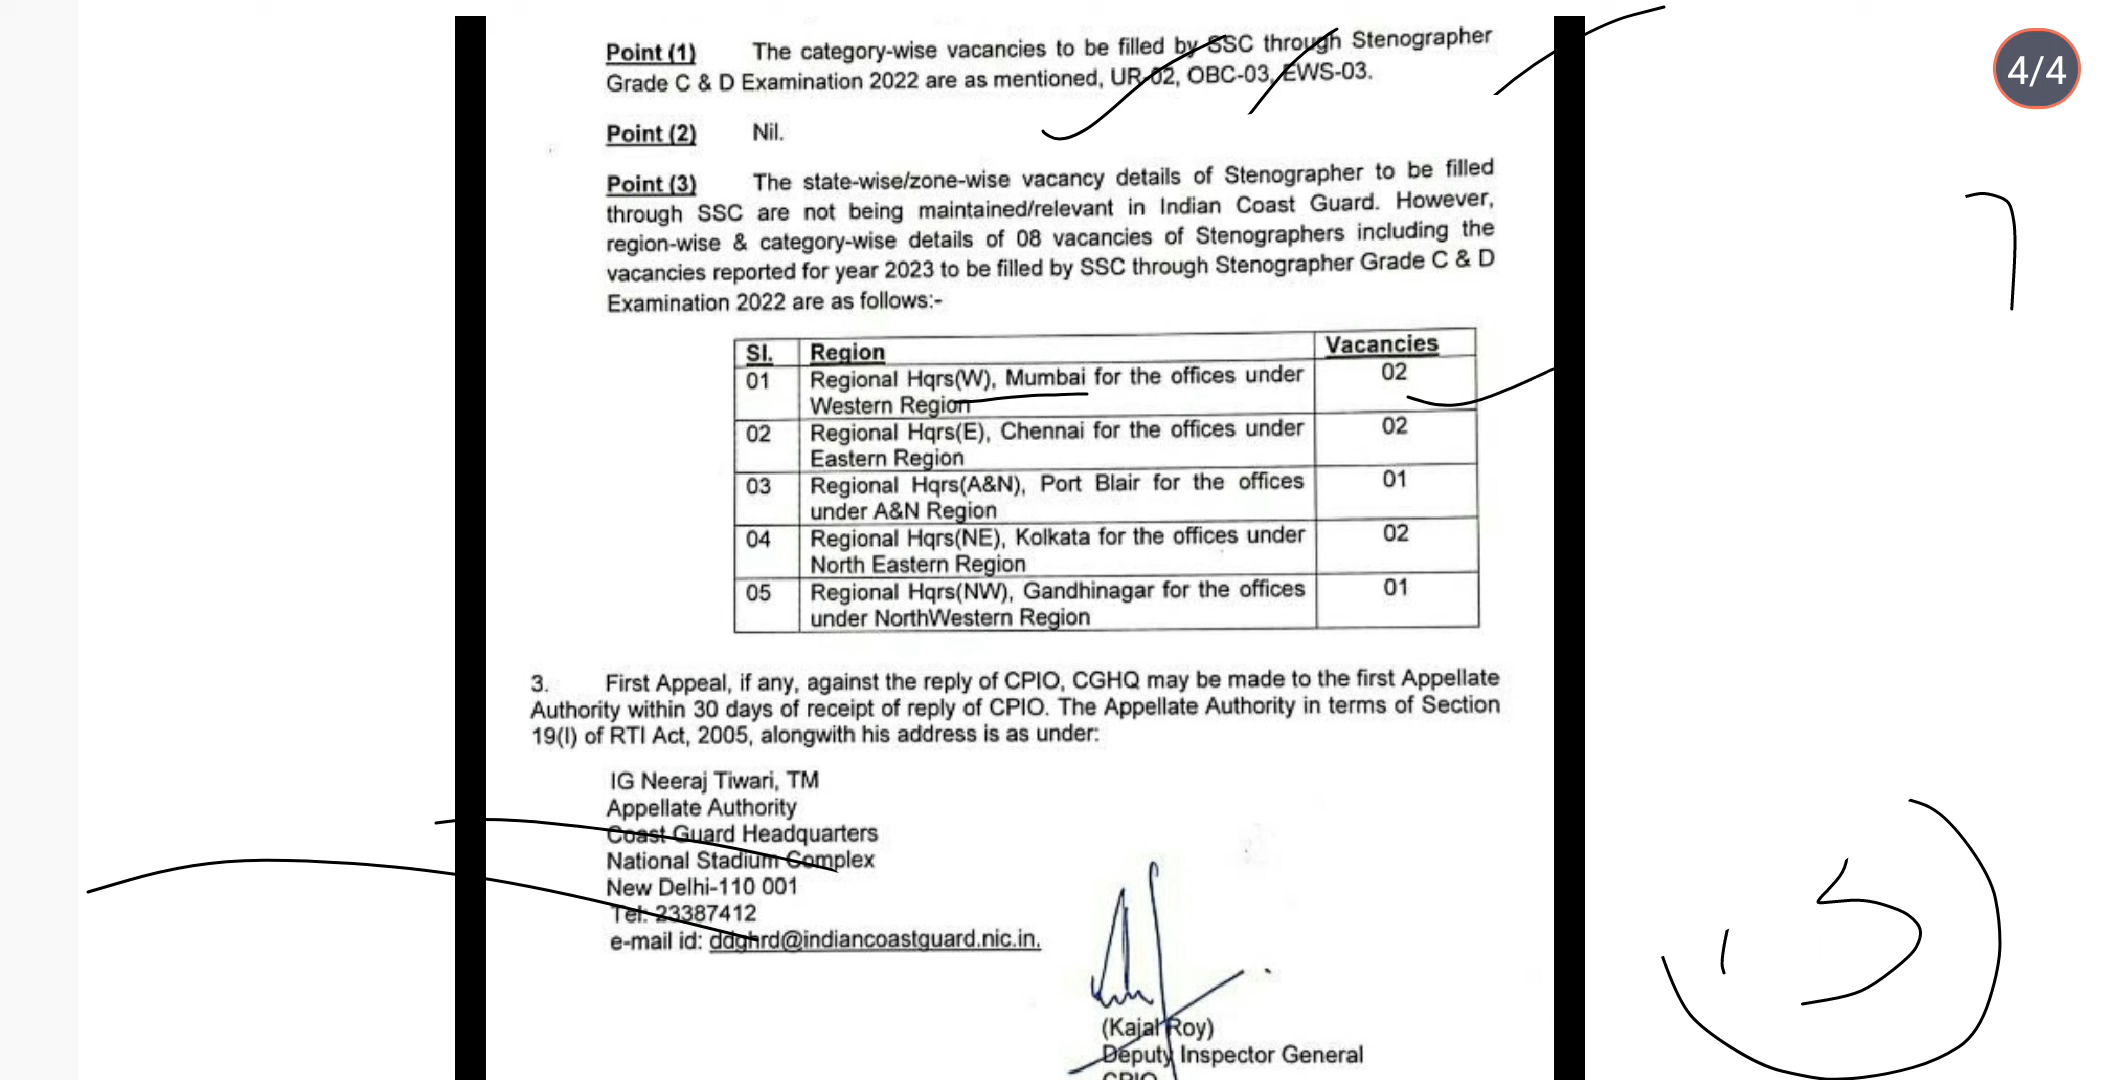 4/4
Point (1) The category-wise vacancies to be filled by SSC through Stenographer
Grade C & D Examination 2022 are as mentioned, UR-02, OBC-03, EWS-03.
Point (2) Nil.
Point (3) The state-wise/zone-wise vacancy details of Stenographer to be filled
through SSC are not being maintained/relevant in Indian Coast Guard. However,
region-wise & category-wise details of 08 vacancies of Stenographers including the
vacancies reported for year 2023 to be filled by SSC through Stenographer Grade C & D
Examination 2022 are as follows:-
Sl. Region Vacancies
01 Regional Hqrs(W), Mumbai for the offices under 02
Western Region
02 Regional Hqrs(E), Chennai for the offices under 02
Eastern Region
03 Regional Hqrs(A&N), Port Blair for the offices 01
under A&N Region
04 Regional Hqrs(NE), Kolkata for the offices under 02
North Eastern Region
05 Regional Hqrs(NW), Gandhinagar for the offices 01
under NorthWestern Region
3. First Appeal, if any, against the reply of CPIO, CGHQ may be made to the first Appellate
Authority within 30 days of receipt of reply of CPIO. The Appellate Authority in terms of Section
19(I) of RTI Act, 2005, alongwith his address is as under:
IG Neeraj Tiwari, TM
Appellate Authority
Coast Guard Headquarters
National Stadium Complex
New Delhi-110 001
Tel: 23387412
e-mail id: ddghrd@indiancoastguard.nic.in.
(Kajal Roy)
Deputy Inspector General
CPIO